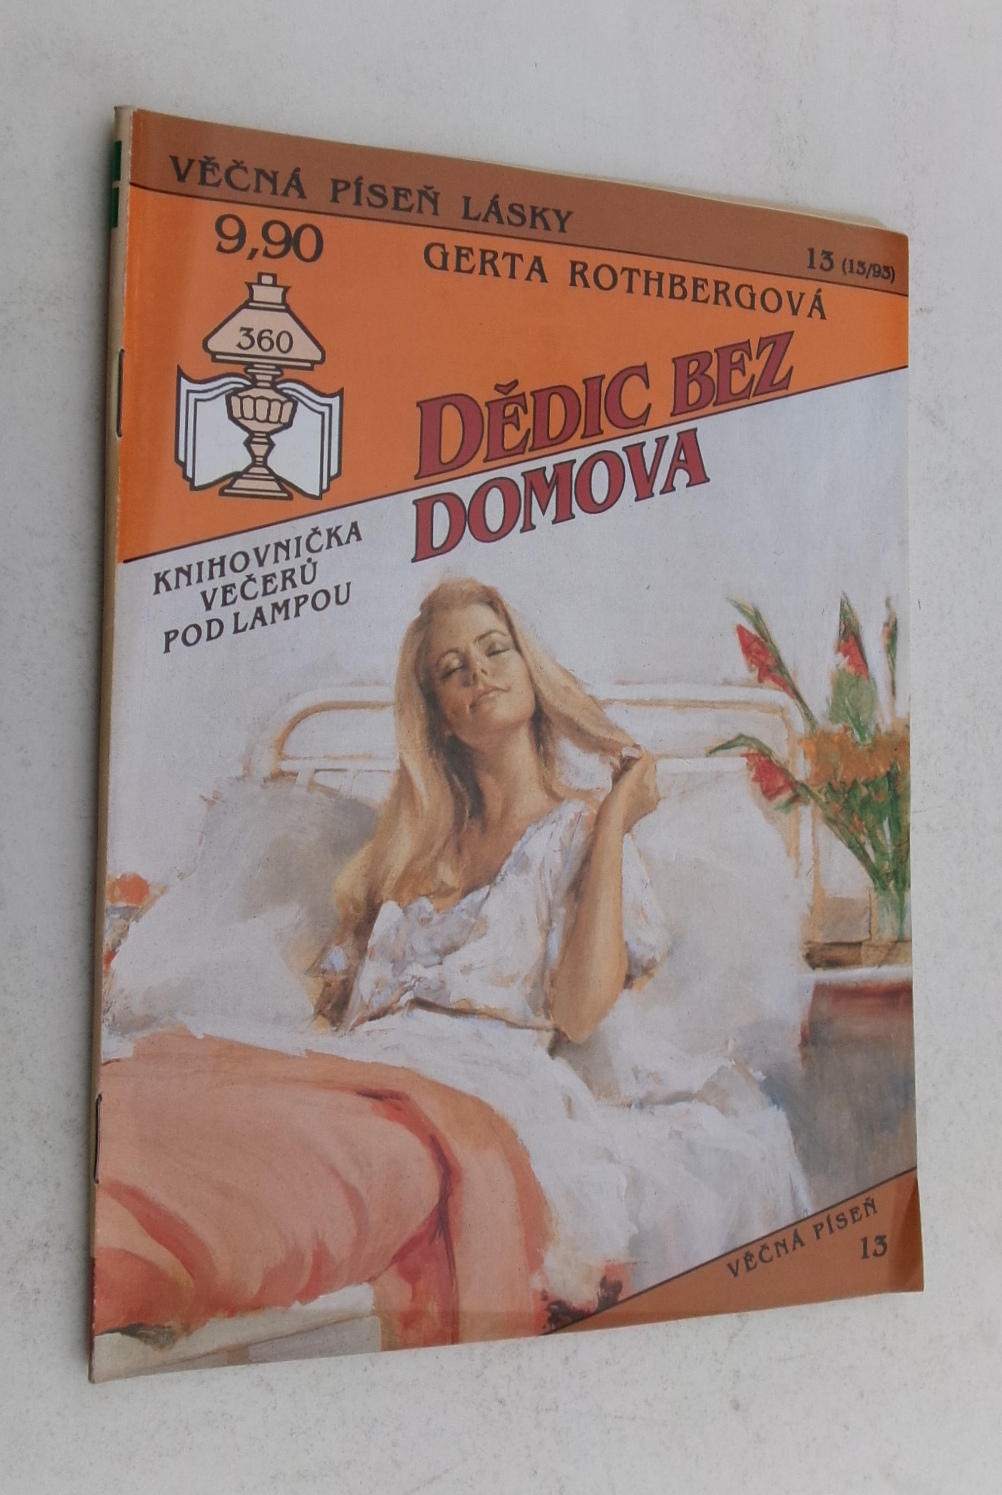 VĚČNÁ PÍSEŇ LÁSKY
13 (13/93)
9,90
GERTA ROTHBERGOVÁ
360
DĚDIC BEZ
DOMOVA
KNIHOVNIČKA
VEČERŮ
POD LAMPOU
VĚČNÁ PÍSEŇ
13